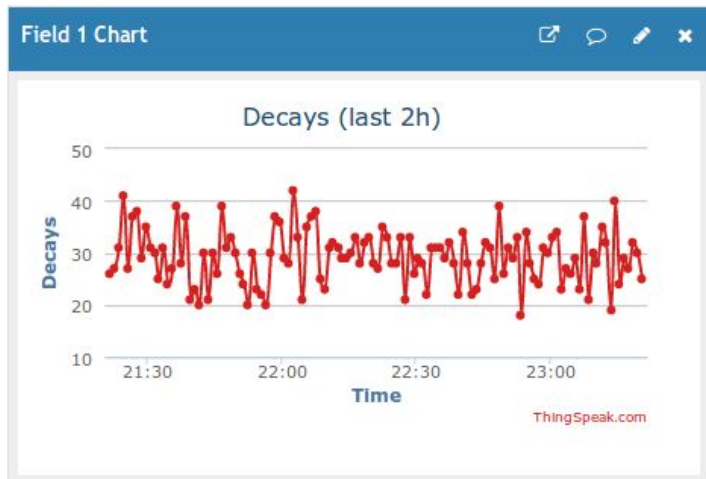 Field 1 Chart
Decays (last 2h)
50
40
30
20
10
Decays
21:30 22:00 22:30 23:00
Time
ThingSpeak.com